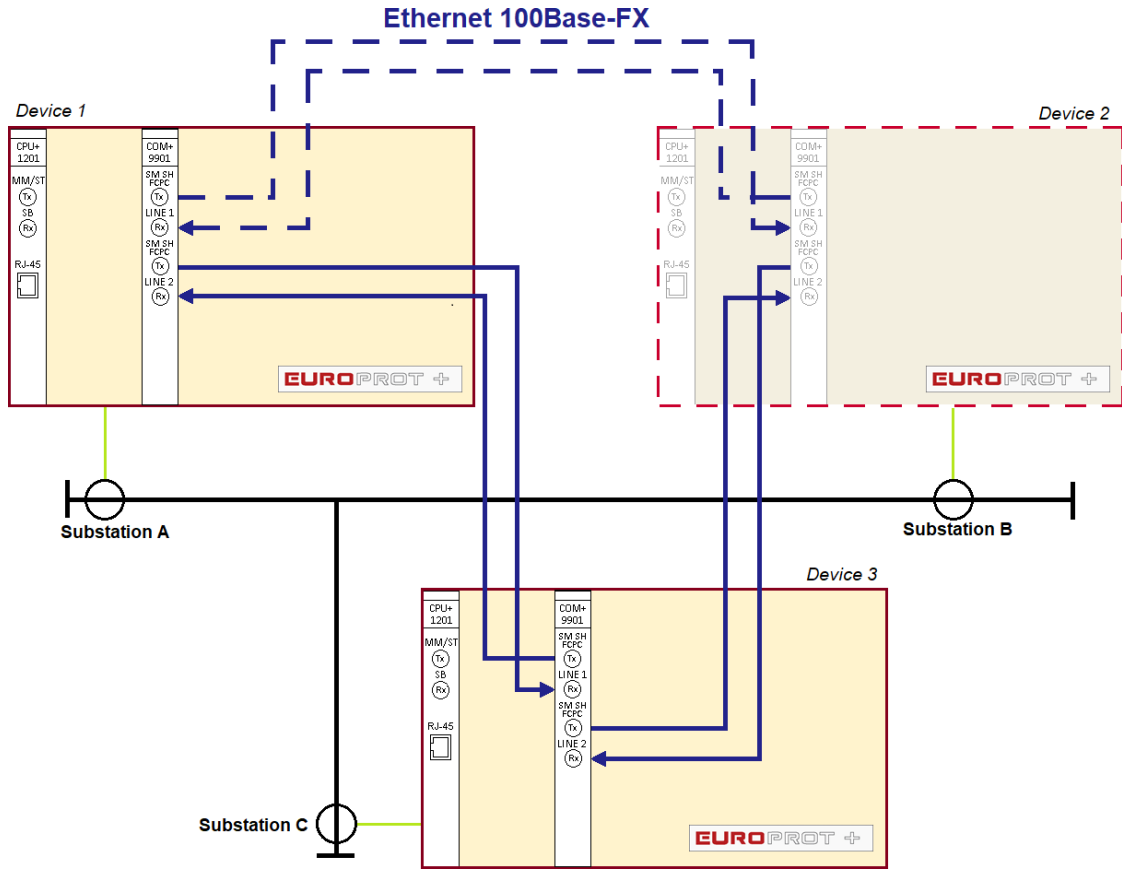 Ethernet 100Base-FX
Device 1
CPU+
1201
MM/ST
Tx
SB
Rx
RJ-45
COM+
9901
SM SH
FCPC
Tx
LINE 1
Rx
SM SH
FCPC
Tx
LINE 2
Rx
EUROPROT +
Device 2
CPU+
1201
MM/ST
Tx
SB
Rx
RJ-45
COM+
9901
SM SH
FCPC
Tx
LINE 1
Rx
SM SH
FCPC
Tx
LINE 2
Rx
EUROPROT +
Substation A
Substation B
Device 3
CPU+
1201
MM/ST
Tx
SB
Rx
RJ-45
COM+
9901
SM SH
FCPC
Tx
LINE 1
Rx
SM SH
FCPC
Tx
LINE 2
Rx
EUROPROT +
Substation C